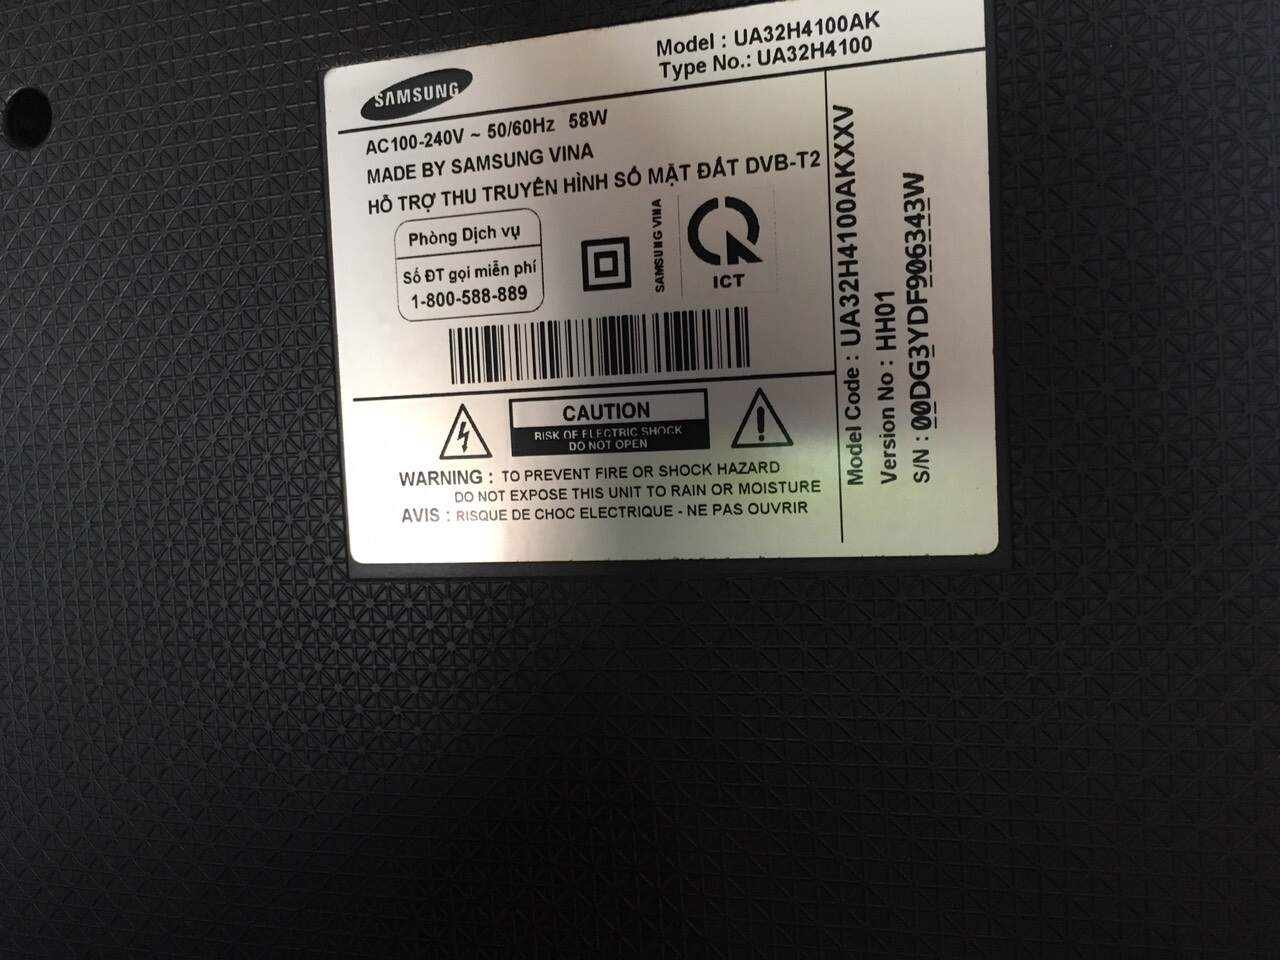 Model : UA32H4100AK
Type No.: UA32H4100
SAMSUNG
AC100-240V ~ 50/60Hz 58W
MADE BY SAMSUNG VINA
HỖ TRỢ THU TRUYỀN HÌNH SỐ MẶT ĐẤT DVB-T2
Phòng Dịch vụ
Số ĐT gọi miễn phí
1-800-588-889
SAMSUNG VINA
ICT
CAUTION
RISK OF ELECTRIC SHOCK
DO NOT OPEN
WARNING : TO PREVENT FIRE OR SHOCK HAZARD
DO NOT EXPOSE THIS UNIT TO RAIN OR MOISTURE
AVIS : RISQUE DE CHOC ELECTRIQUE - NE PAS OUVRIR
Model Code : UA32H4100AKXXV
Version No : HH01
S/N : 00DG3YDF906343W